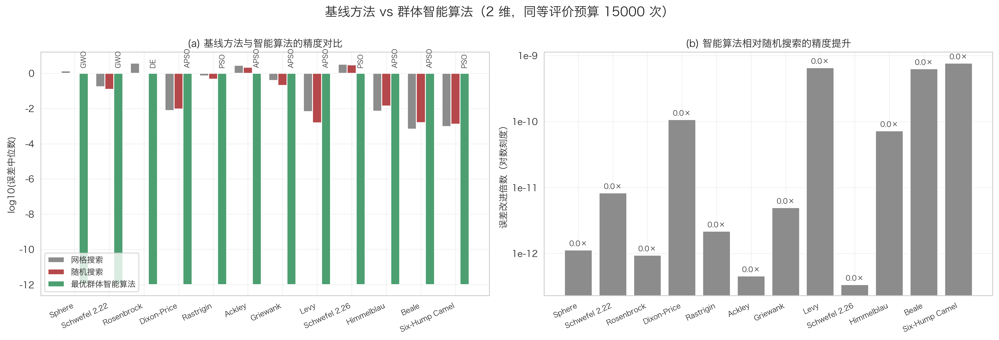 基线方法 vs 群体智能算法（2 维，同等评价预算 15000 次）
(a) 基线方法与智能算法的精度对比
GWO
GWO
DE
APSO
PSO
APSO
APSO
APSO
PSO
APSO
APSO
PSO
0
-2
-4
-6
-8
-10
-12
log10(误差中位数)
网格搜索
随机搜索
最优群体智能算法
Sphere
Schwefel 2.22
Rosenbrock
Dixon-Price
Rastrigin
Ackley
Griewank
Levy
Schwefel 2.26
Himmelblau
Beale
Six-Hump Camel
(b) 智能算法相对随机搜索的精度提升
1e-9
1e-10
1e-11
1e-12
误差改进倍数（对数刻度）
0.0×
0.0×
0.0×
0.0×
0.0×
0.0×
0.0×
0.0×
0.0×
0.0×
0.0×
0.0×
Sphere
Schwefel 2.22
Rosenbrock
Dixon-Price
Rastrigin
Ackley
Griewank
Levy
Schwefel 2.26
Himmelblau
Beale
Six-Hump Camel